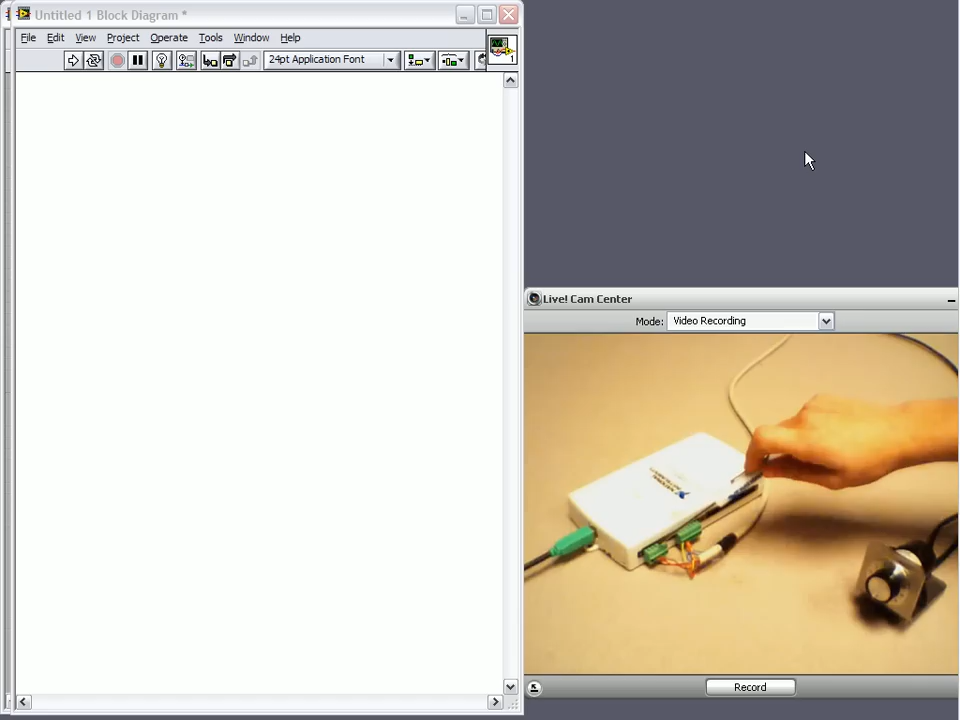 Untitled 1 Block Diagram *
File Edit View Project Operate Tools Window Help
24pt Application Font
1
Live! Cam Center
Mode: Video Recording
Record